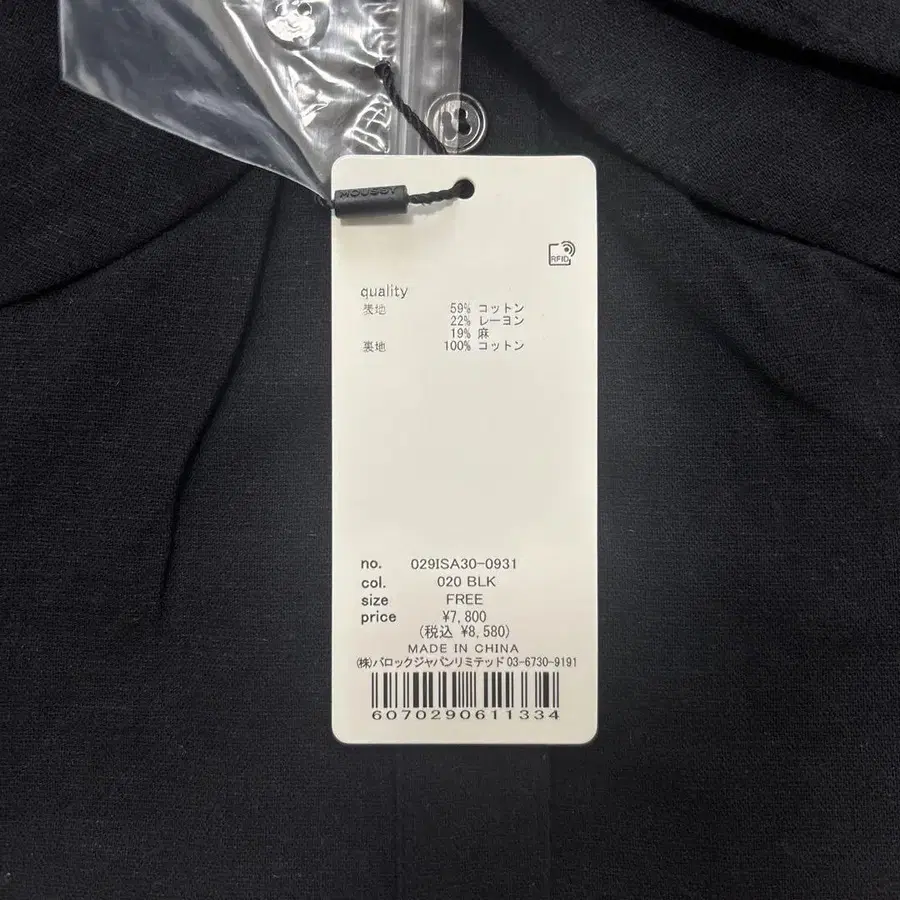 MOUSSY
RFID
quality
表地 59% コットン
22% レーヨン
19% 麻
裏地 100% コットン
no. 029ISA30-0931
col. 020 BLK
size FREE
price ¥7,800
(税込 ¥8,580)
MADE IN CHINA
(株)バロックジャパンリミテッド 03-6730-9191
6070290611334